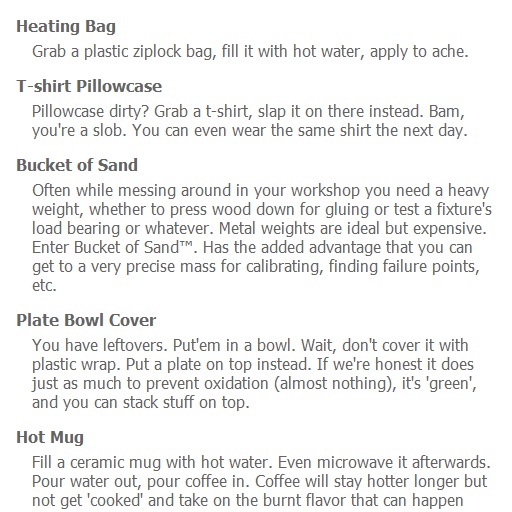 Heating Bag
Grab a plastic ziplock bag, fill it with hot water, apply to ache.
T-shirt Pillowcase
Pillowcase dirty? Grab a t-shirt, slap it on there instead. Bam,
you're a slob. You can even wear the same shirt the next day.
Bucket of Sand
Often while messing around in your workshop you need a heavy
weight, whether to press wood down for gluing or test a fixture's
load bearing or whatever. Metal weights are ideal but expensive.
Enter Bucket of Sand™. Has the added advantage that you can
get to a very precise mass for calibrating, finding failure points,
etc.
Plate Bowl Cover
You have leftovers. Put'em in a bowl. Wait, don't cover it with
plastic wrap. Put a plate on top instead. If we're honest it does
just as much to prevent oxidation (almost nothing), it's 'green',
and you can stack stuff on top.
Hot Mug
Fill a ceramic mug with hot water. Even microwave it afterwards.
Pour water out, pour coffee in. Coffee will stay hotter longer but
not get 'cooked' and take on the burnt flavor that can happen